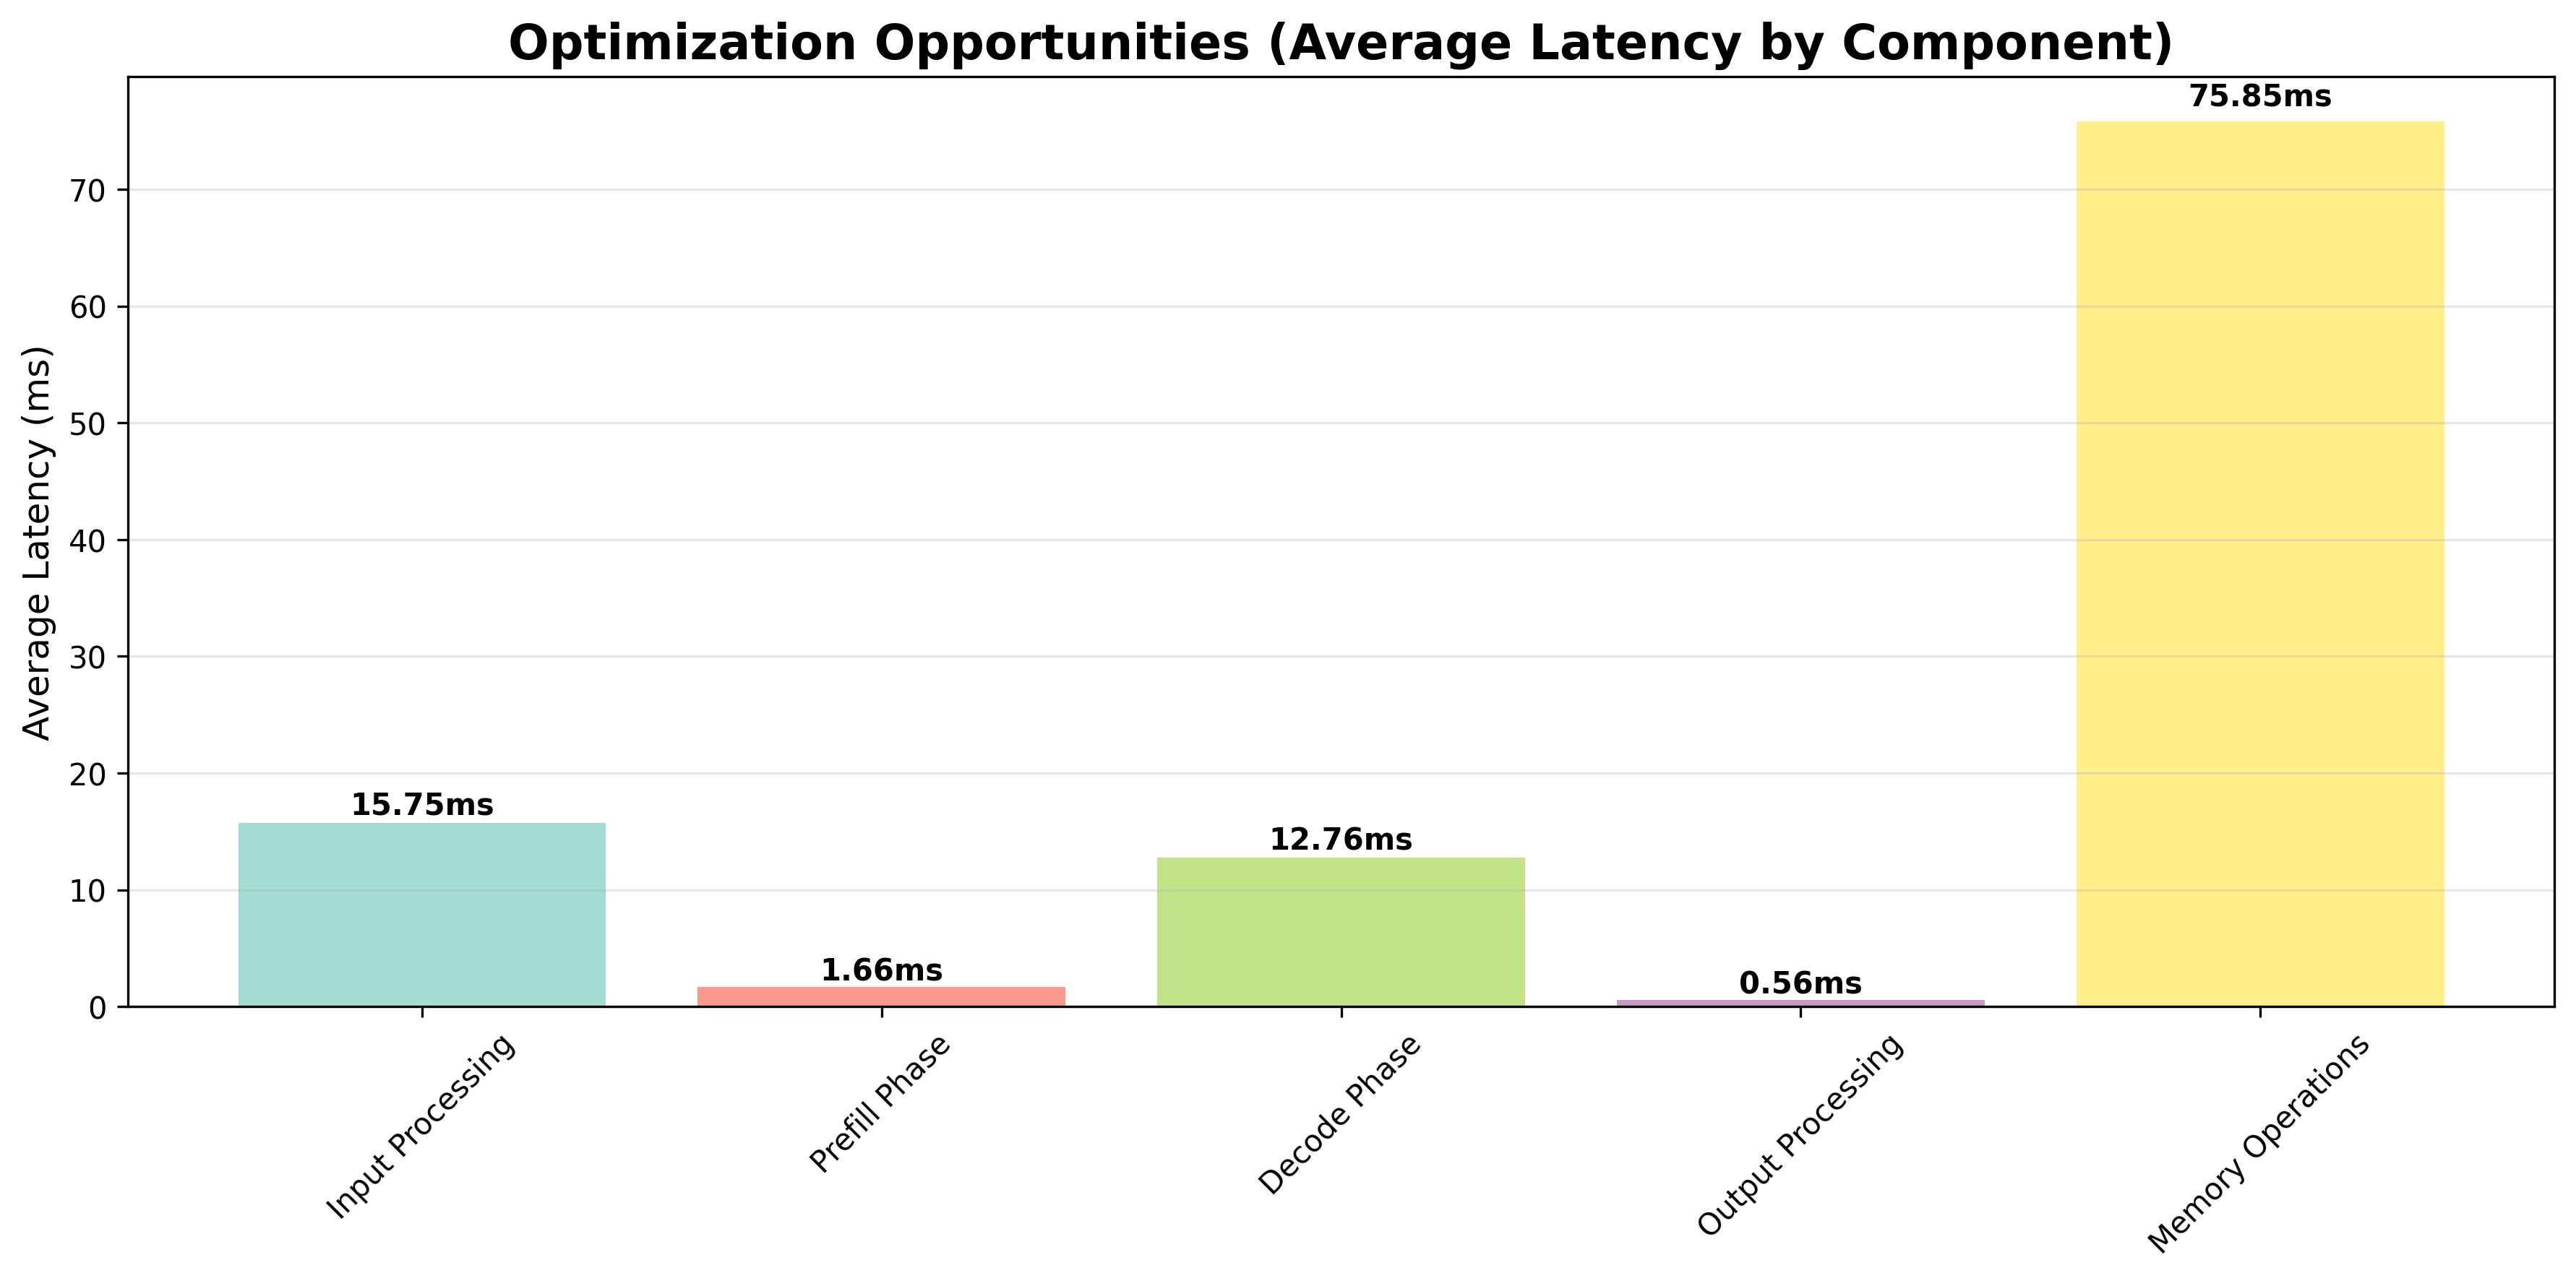 Optimization Opportunities (Average Latency by Component)
Average Latency (ms)
70
60
50
40
30
20
10
0
15.75ms
1.66ms
12.76ms
0.56ms
75.85ms
Input Processing
Prefill Phase
Decode Phase
Output Processing
Memory Operations